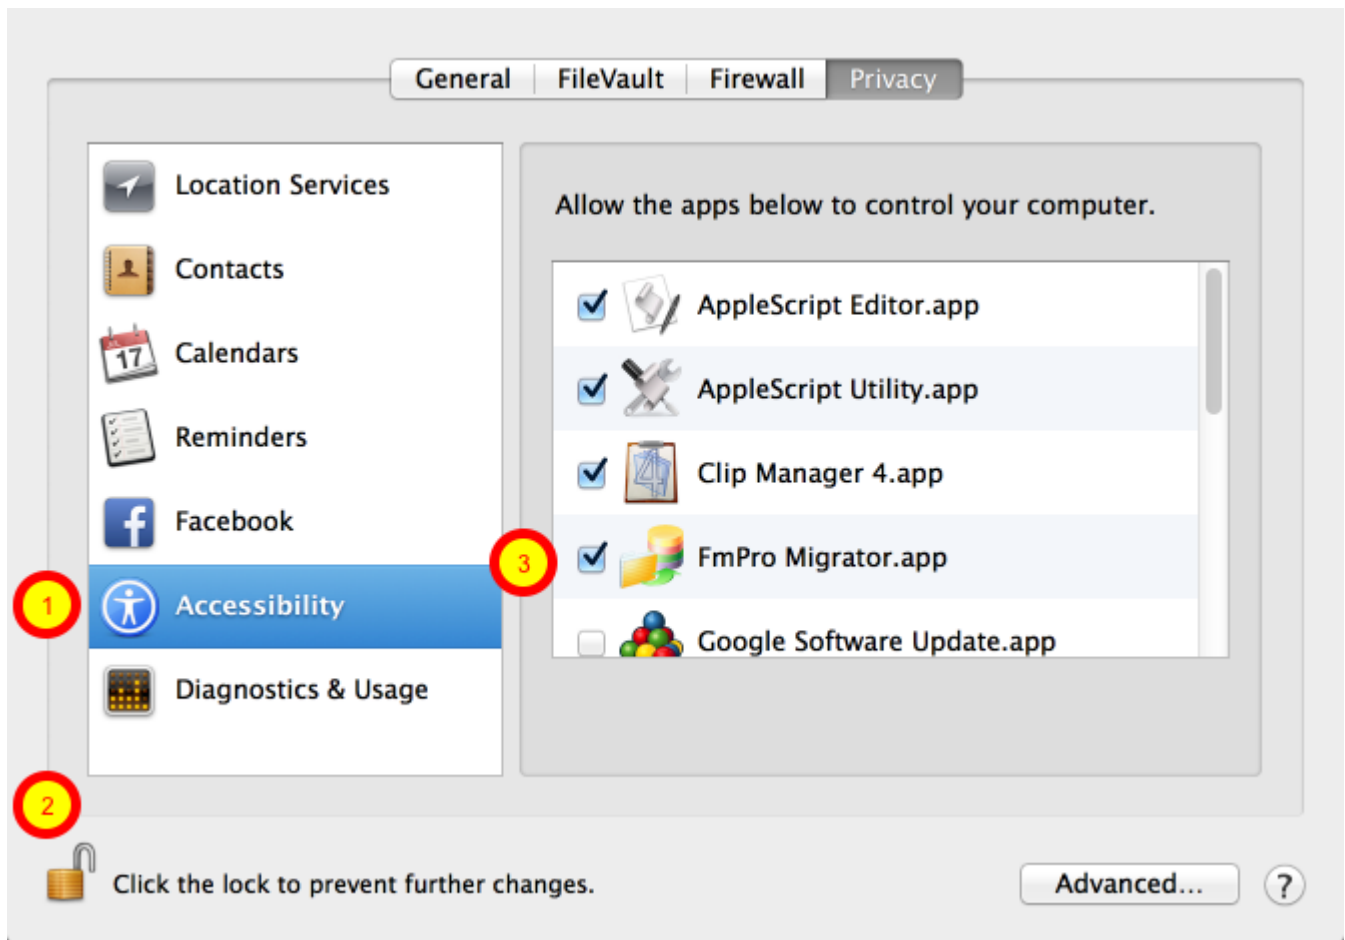 General FileVault Firewall Privacy
Location Services
Contacts
17
Calendars
Reminders
Facebook
1
Accessibility
Diagnostics & Usage
Allow the apps below to control your computer.
AppleScript Editor.app
AppleScript Utility.app
4
Clip Manager 4.app
3
FmPro Migrator.app
Google Software Update.app
2
Click the lock to prevent further changes.
Advanced...
?